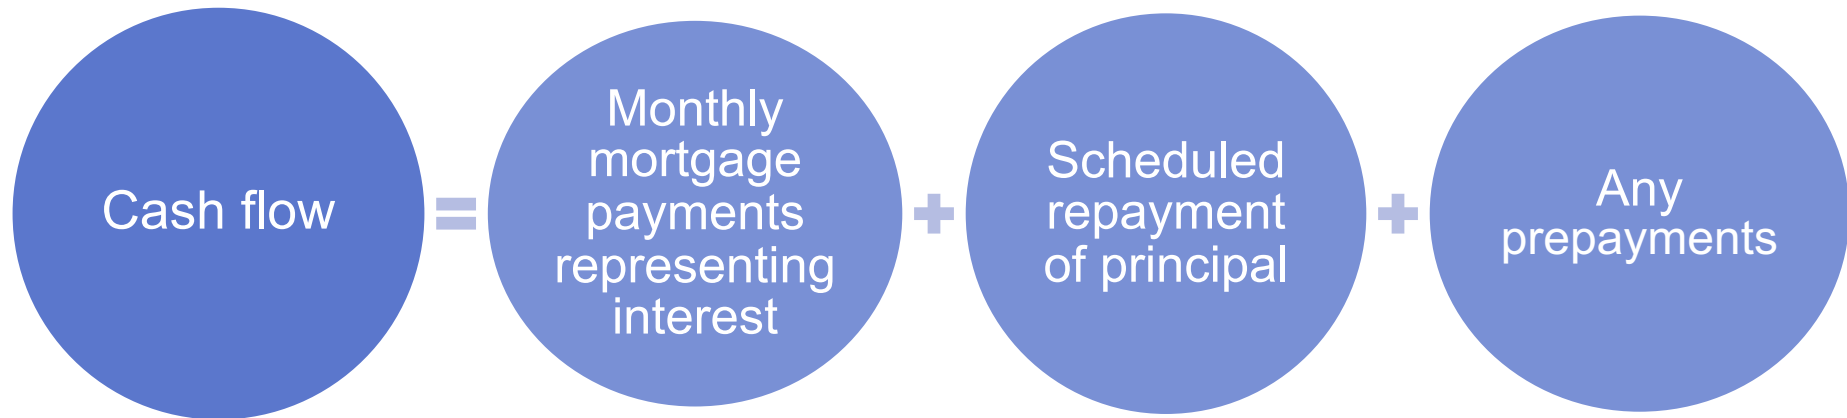 Cash flow
=
Monthly
mortgage
payments
representing
interest
+
Scheduled
repayment
of principal
+
Any
prepayments